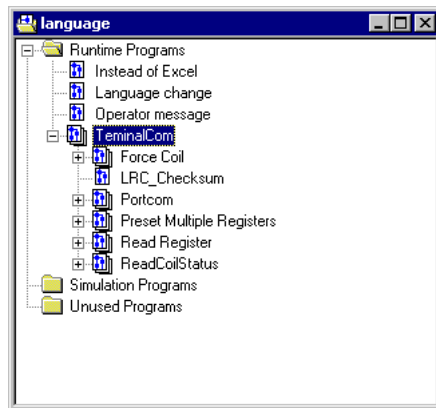 language
Runtime Programs
Instead of Excel
Language change
Operator message
TeminalCom
Force Coil
LRC_Checksum
Portcom
Preset Multiple Registers
Read Register
ReadCoilStatus
Simulation Programs
Unused Programs